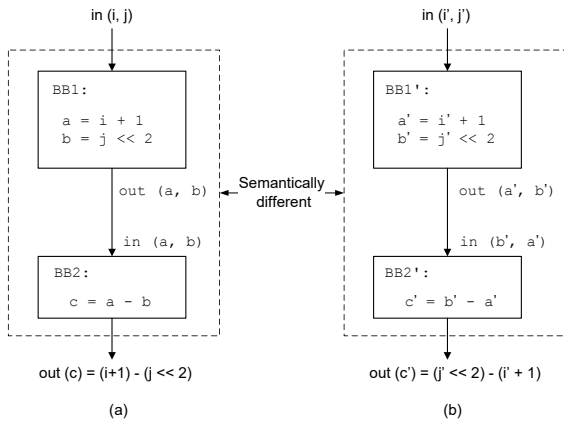 in (i, j)
BB1:
a = i + 1
b = j << 2
out (a, b)
in (a, b)
BB2:
c = a - b
out (c) = (i+1) - (j << 2)
(a)
Semantically
different
in (i’, j’)
BB1':
a’ = i’ + 1
b’ = j’ << 2
out (a’, b’)
in (b’, a’)
BB2':
c’ = b’ - a’
out (c’) = (j’ << 2) - (i’ + 1)
(b)